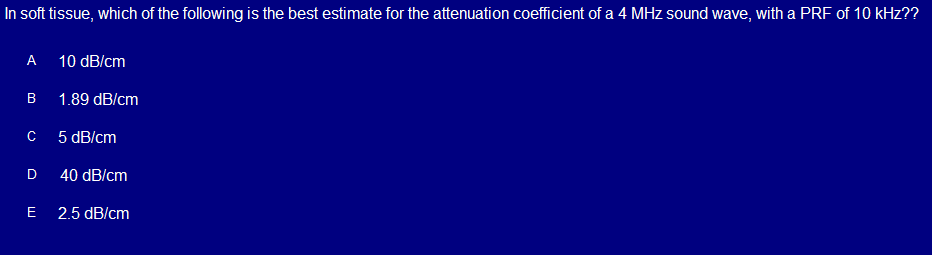 In soft tissue, which of the following is the best estimate for the attenuation coefficient of a 4 MHz sound wave, with a PRF of 10 kHz??
A 10 dB/cm
B 1.89 dB/cm
C 5 dB/cm
D 40 dB/cm
E 2.5 dB/cm